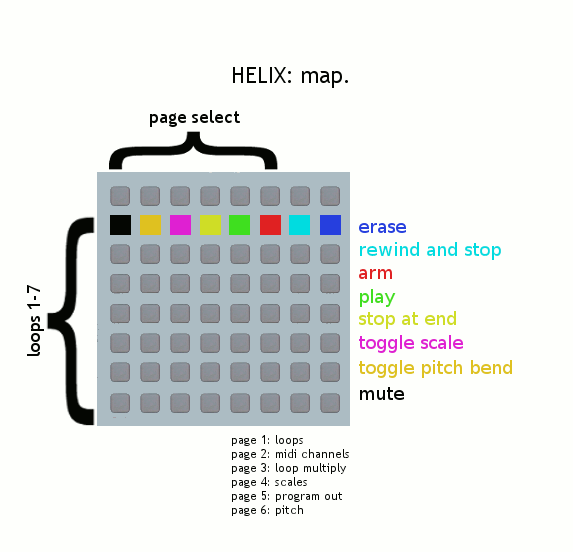 HELIX: map.
page select
loops 1-7
erase
rewind and stop
arm
play
stop at end
toggle scale
toggle pitch bend
mute
page 1: loops
page 2: midi channels
page 3: loop multiply
page 4: scales
page 5: program out
page 6: pitch